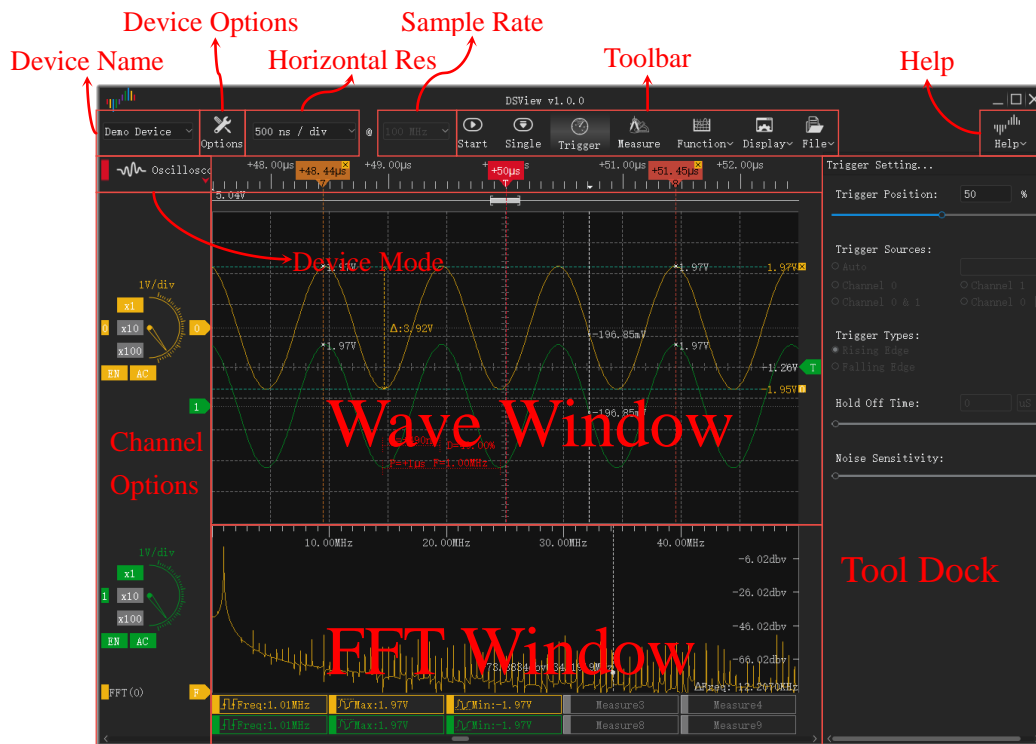 Device Options
Sample Rate
Device Name
Horizontal Res
Toolbar
Help
DSView v1.0.0
Demo Device
Options
500 ns / div
@
100 MHz
Start
Single
Trigger
Measure
Function
Display
File
Help
Oscillosco
+48.00μs
+48.44μs
+49.00μs
+50μs
s
+51.00μs
+51.45μs
+52.00μs
T
Trigger Setting...
5.04V
Trigger Position:
50
%
Device Mode
1.97V
1.97V
1.97V
Trigger Sources:
Auto
Channel 0
Channel 1
Channel 0 & 1
Channel 0
1V/div
x1
0
x10
0
x100
EN
AC
Δ:3.92V
-196.85mV
1.97V
1.97V
-1.26V
T
Trigger Types:
Rising Edge
Falling Edge
-1.95V
1
-196.85mV
Hold Off Time:
0
uS
Wave Window
Channel
Options
F=1.00MHz
Noise Sensitivity:
10.00MHz
20.00MHz
30.00MHz
40.00MHz
1V/div
x1
1
x10
x100
EN
AC
-6.02dbv
-26.02dbv
-46.02dbv
-66.02dbv
Tool Dock
FFT Window
FFT(0)
F
Freq:1.01MHz
Max:1.97V
Min:-1.97V
Measure3
Measure4
Freq:1.01MHz
Max:1.97V
Min:-1.97V
Measure8
Measure9